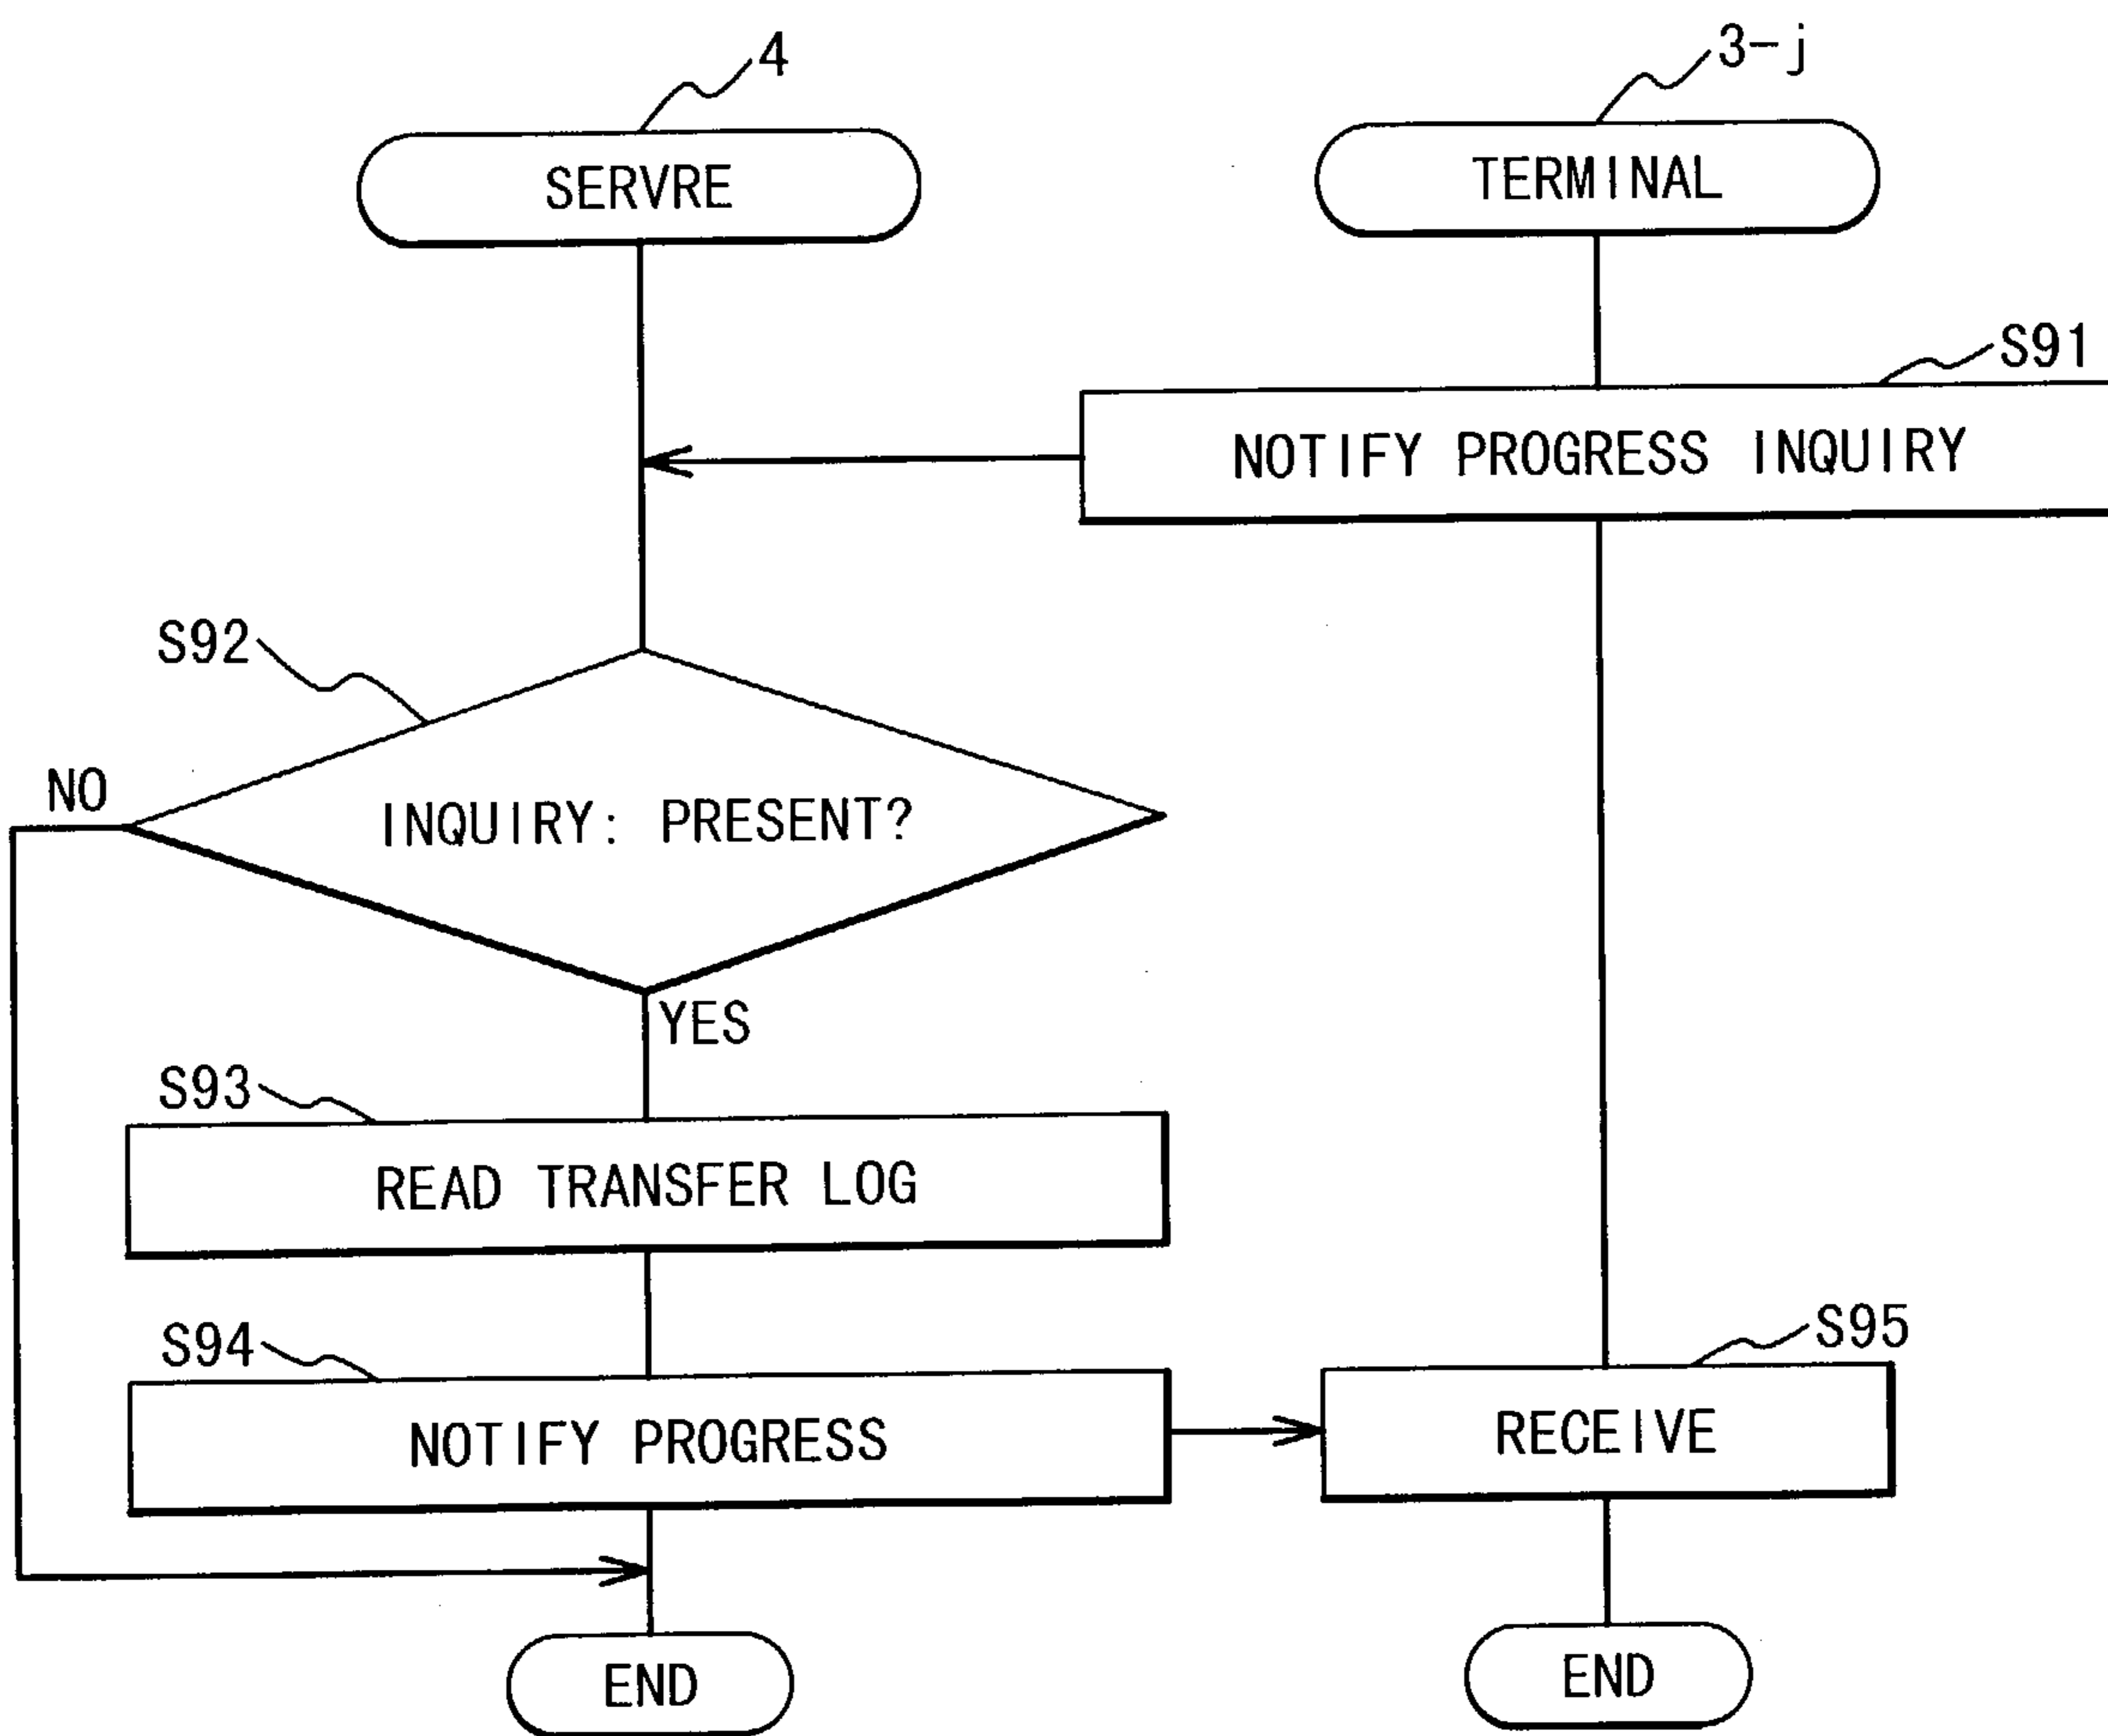 4
3-j
SERVRE
TERMINAL
S91
NOTIFY PROGRESS INQUIRY
S92
NO
INQUIRY: PRESENT?
YES
S93
READ TRANSFER LOG
S94
S95
NOTIFY PROGRESS
RECEIVE
END
END